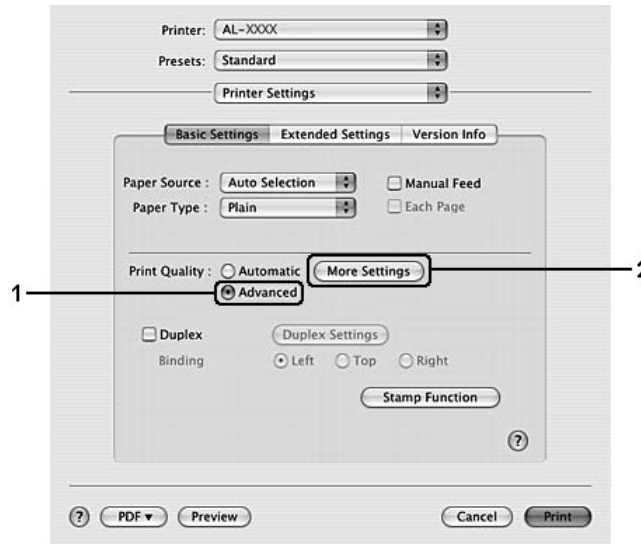 Printer: AL-XXXX
Presets: Standard
Printer Settings
Basic Settings Extended Settings Version Info
Paper Source : Auto Selection Manual Feed
Paper Type : Plain Each Page
Print Quality : Automatic More Settings 2
1 Advanced
Duplex Duplex Settings
Binding Left Top Right
Stamp Function
?
? PDF ▼ Preview Cancel Print